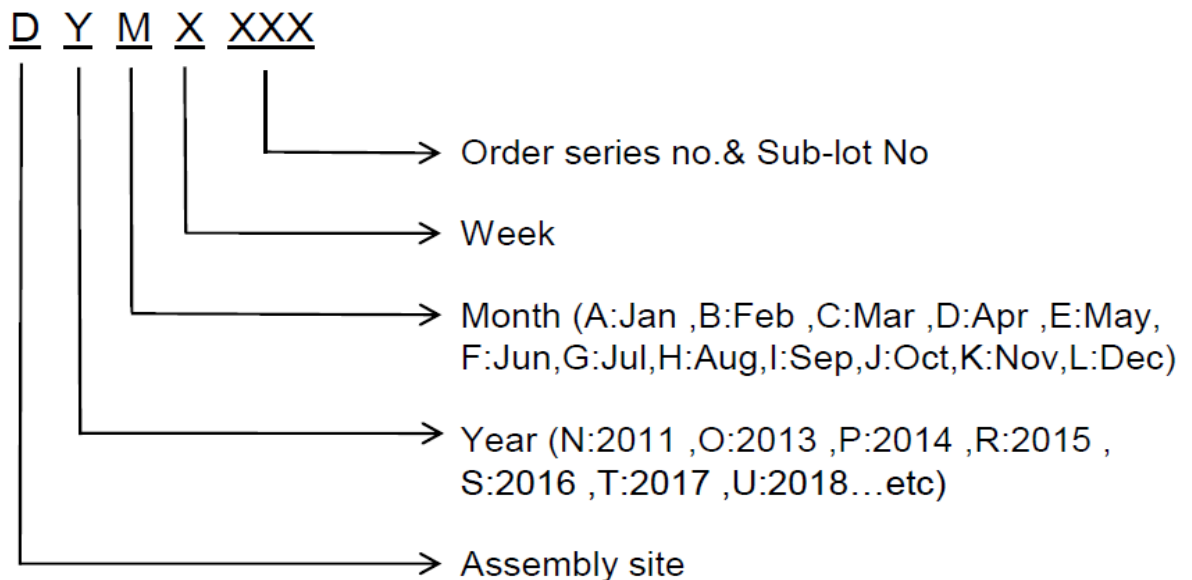 D Y M X XXX
Order series no.& Sub-lot No
Week
Month (A:Jan ,B:Feb ,C:Mar ,D:Apr ,E:May,
F:Jun,G:Jul,H:Aug,I:Sep,J:Oct,K:Nov,L:Dec)
Year (N:2011 ,O:2013 ,P:2014 ,R:2015 ,
S:2016 ,T:2017 ,U:2018...etc)
Assembly site